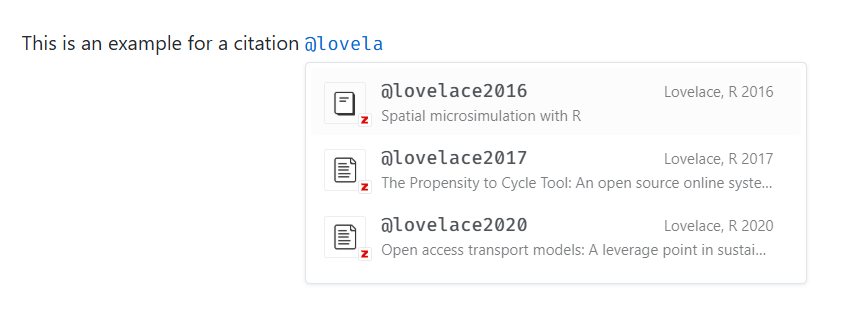 This is an example for a citation @lovela
@lovelace2016 Lovelace, R 2016
Spatial microsimulation with R
z
@lovelace2017 Lovelace, R 2017
The Propensity to Cycle Tool: An open source online syste...
z
@lovelace2020 Lovelace, R 2020
Open access transport models: A leverage point in sustai...
z